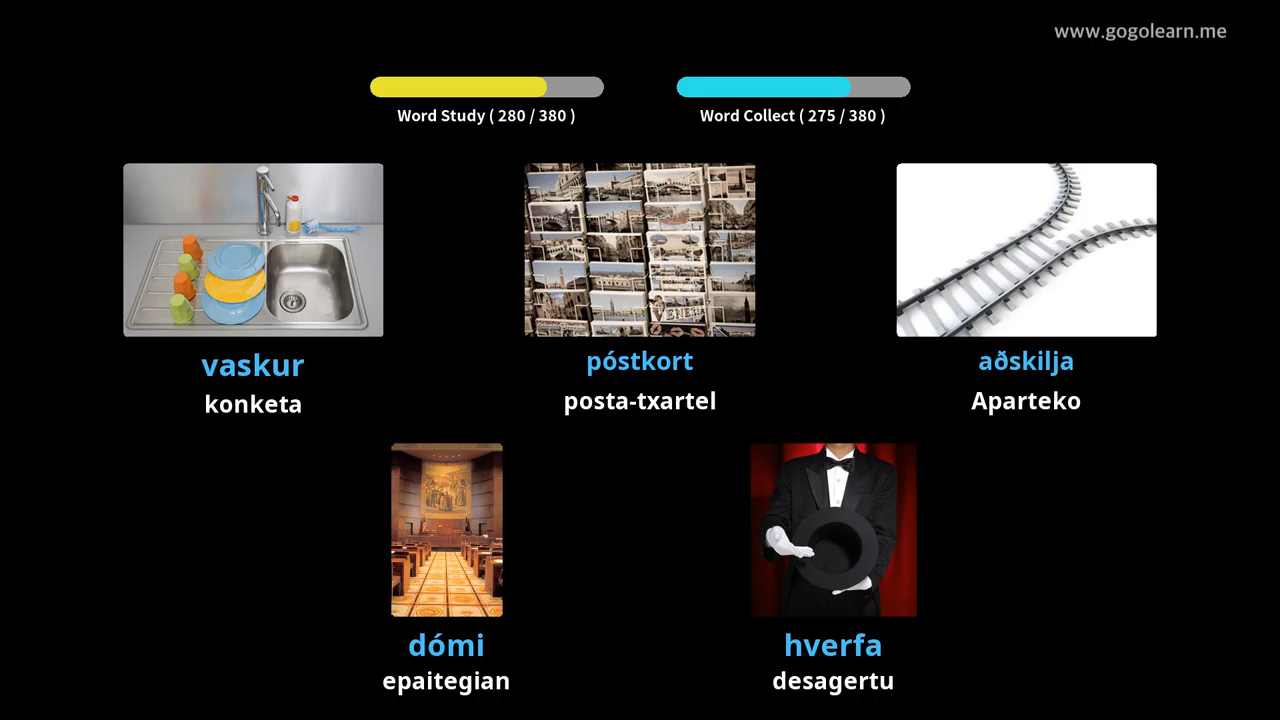 www.gogolearn.me
Word Study ( 280 / 380 )
Word Collect ( 275 / 380 )
vaskur
konketa
póstkort
posta-txartel
aðskilja
Aparteko
dómi
epaitegian
hverfa
desagertu